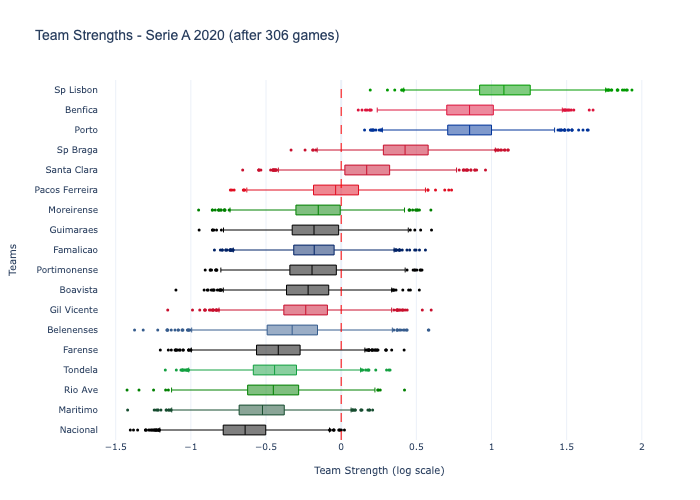 Team Strengths - Serie A 2020 (after 306 games)
Sp Lisbon
Benfica
Porto
Sp Braga
Santa Clara
Pacos Ferreira
Moreirense
Guimaraes
Famalicao
Portimonense
Boavista
Gil Vicente
Belenenses
Farense
Tondela
Rio Ave
Maritimo
Nacional
Teams
−1.5 −1 −0.5 0 0.5 1 1.5 2
Team Strength (log scale)